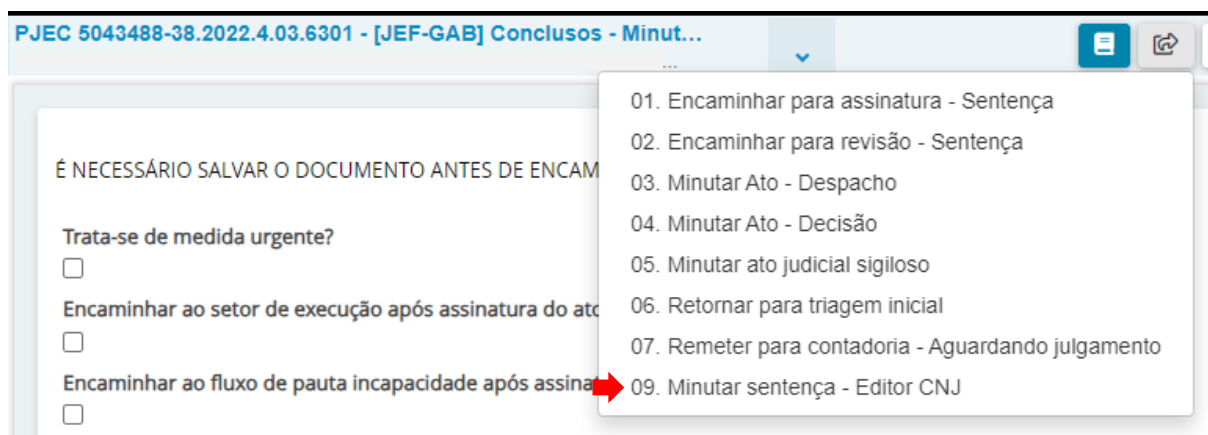 PJEC 5043488-38.2022.4.03.6301 - [JEF-GAB] Conclusos - Minut...
...
01. Encaminhar para assinatura - Sentença
02. Encaminhar para revisão - Sentença
É NECESSÁRIO SALVAR O DOCUMENTO ANTES DE ENCAM
03. Minutar Ato - Despacho
04. Minutar Ato - Decisão
Trata-se de medida urgente?
05. Minutar ato judicial sigiloso
Encaminhar ao setor de execução após assinatura do ato
06. Retornar para triagem inicial
07. Remeter para contadoria - Aguardando julgamento
Encaminhar ao fluxo de pauta incapacidade após assina
09. Minutar sentença - Editor CNJ